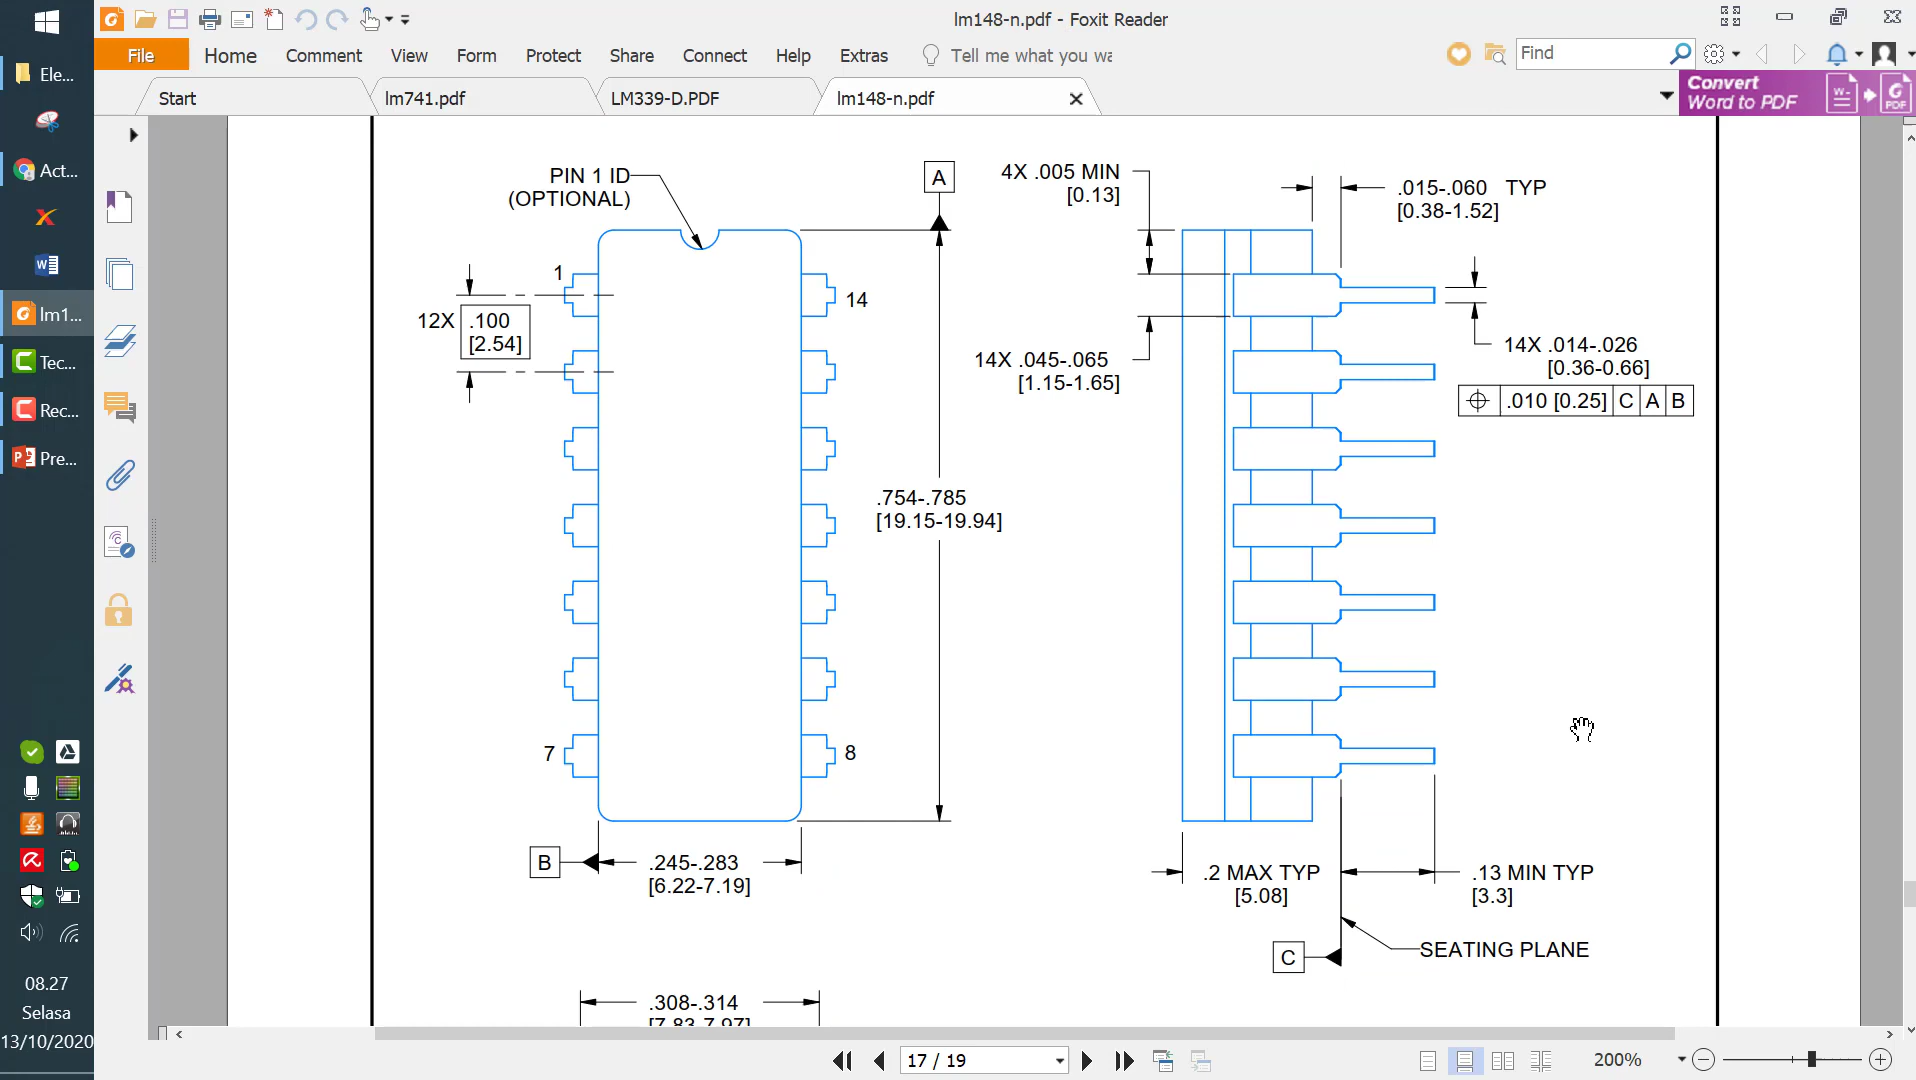 lm148-n.pdf - Foxit Reader
File Home Comment View Form Protect Share Connect Help Extras Tell me what you wa
Find
Start lm741.pdf LM339-D.PDF lm148-n.pdf
Convert
Word to PDF
PDF
Ele...
Act...
lm1...
Tec...
Rec...
Pre...
08.27
Selasa
13/10/2020
PIN 1 ID
(OPTIONAL)
A
4X .005 MIN
[0.13]
.015-.060 TYP
[0.38-1.52]
1
14
12X .100
[2.54]
14X .045-.065
[1.15-1.65]
14X .014-.026
[0.36-0.66]
.010 [0.25] C A B
.754-.785
[19.15-19.94]
7
8
B
.245-.283
[6.22-7.19]
.2 MAX TYP
[5.08]
.13 MIN TYP
[3.3]
C
SEATING PLANE
.308-.314
[7.83-7.97]
17 / 19
200%